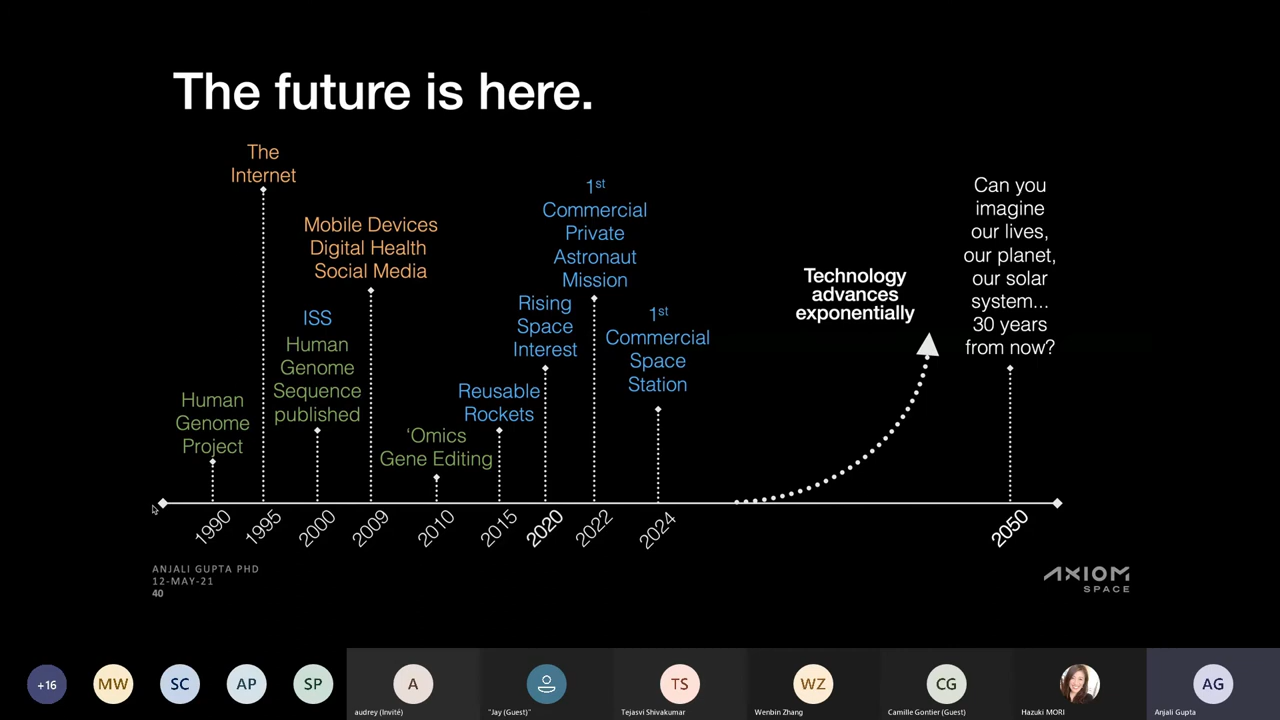 The future is here.
The
Internet
Mobile Devices
Digital Health
Social Media
ISS
Human
Genome
Sequence
published
Human
Genome
Project
'Omics
Gene Editing
Reusable
Rockets
Rising
Space
Interest
1st
Commercial
Private
Astronaut
Mission
1st
Commercial
Space
Station
Technology
advances
exponentially
Can you
imagine
our lives,
our planet,
our solar
system...
30 years
from now?
1990
1995
2000
2009
2010
2015
2020
2022
2024
2050
ANJALI GUPTA PHD
12-MAY-21
40
AXIOM
SPACE
+16
MW
SC
AP
SP
A
audrey (Invité)
"Jay (Guest)"
TS
Tejasvi Shivakumar
WZ
Wenbin Zhang
CG
Camille Gontier (Guest)
Hazuki MORI
AG
Anjali Gupta